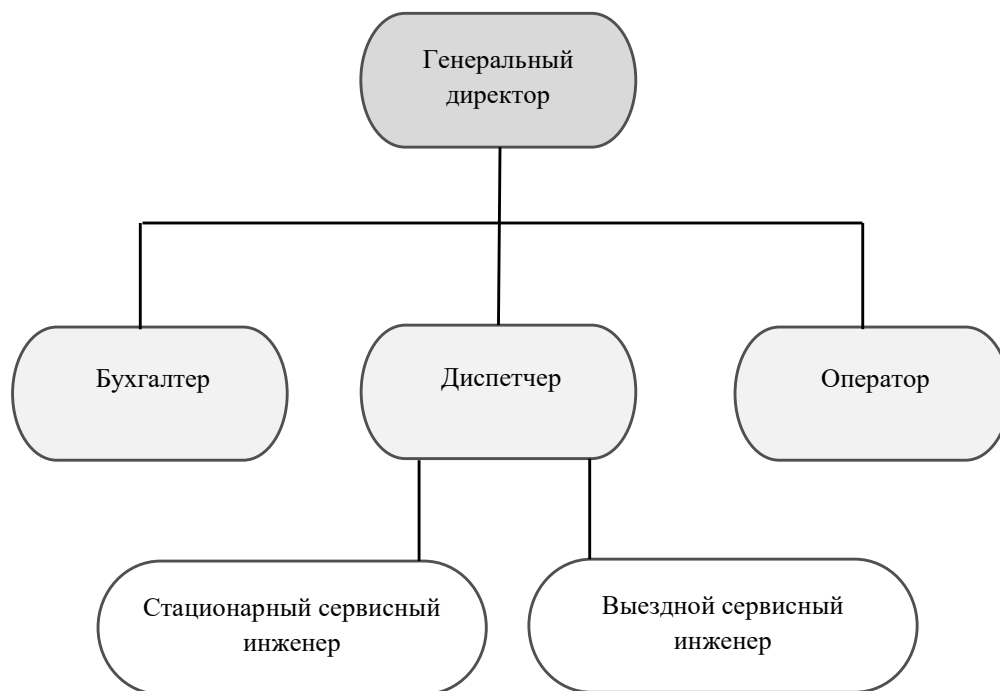 Генеральный
директор
Бухгалтер
Диспетчер
Оператор
Стационарный сервисный
инженер
Выездной сервисный
инженер